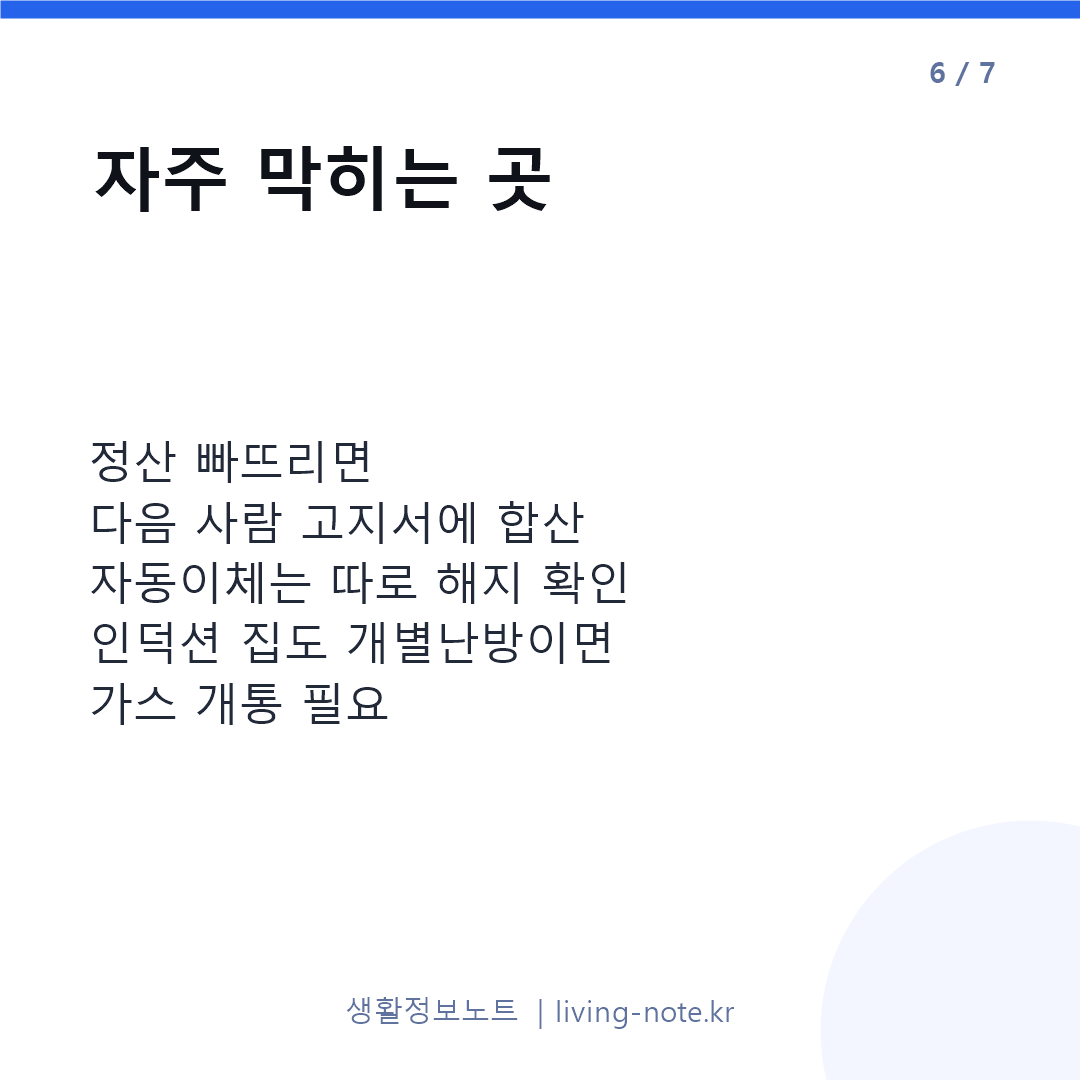 6 / 7
자주 막히는 곳
정산 빠뜨리면
다음 사람 고지서에 합산
자동이체는 따로 해지 확인
인덕션 집도 개별난방이면
가스 개통 필요
생활정보노트 | living-note.kr